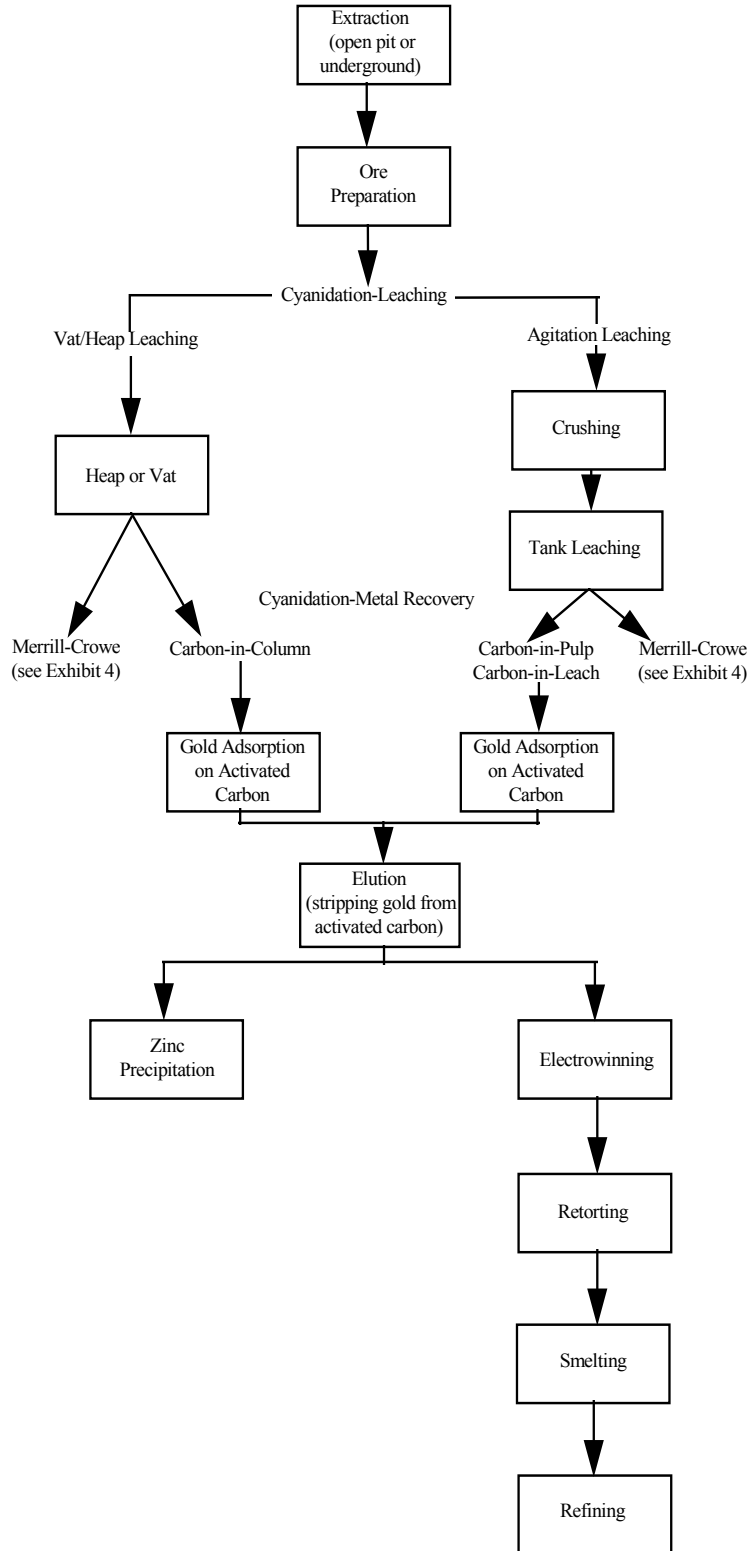 Extraction
(open pit or
underground)
Ore
Preparation
Cyanidation-Leaching
Vat/Heap Leaching
Agitation Leaching
Crushing
Heap or Vat
Tank Leaching
Cyanidation-Metal Recovery
Merrill-Crowe
(see Exhibit 4)
Carbon-in-Column
Carbon-in-Pulp
Carbon-in-Leach
Merrill-Crowe
(see Exhibit 4)
Gold Adsorption
on Activated
Carbon
Gold Adsorption
on Activated
Carbon
Elution
(stripping gold from
activated carbon)
Zinc
Precipitation
Electrowinning
Retorting
Smelting
Refining